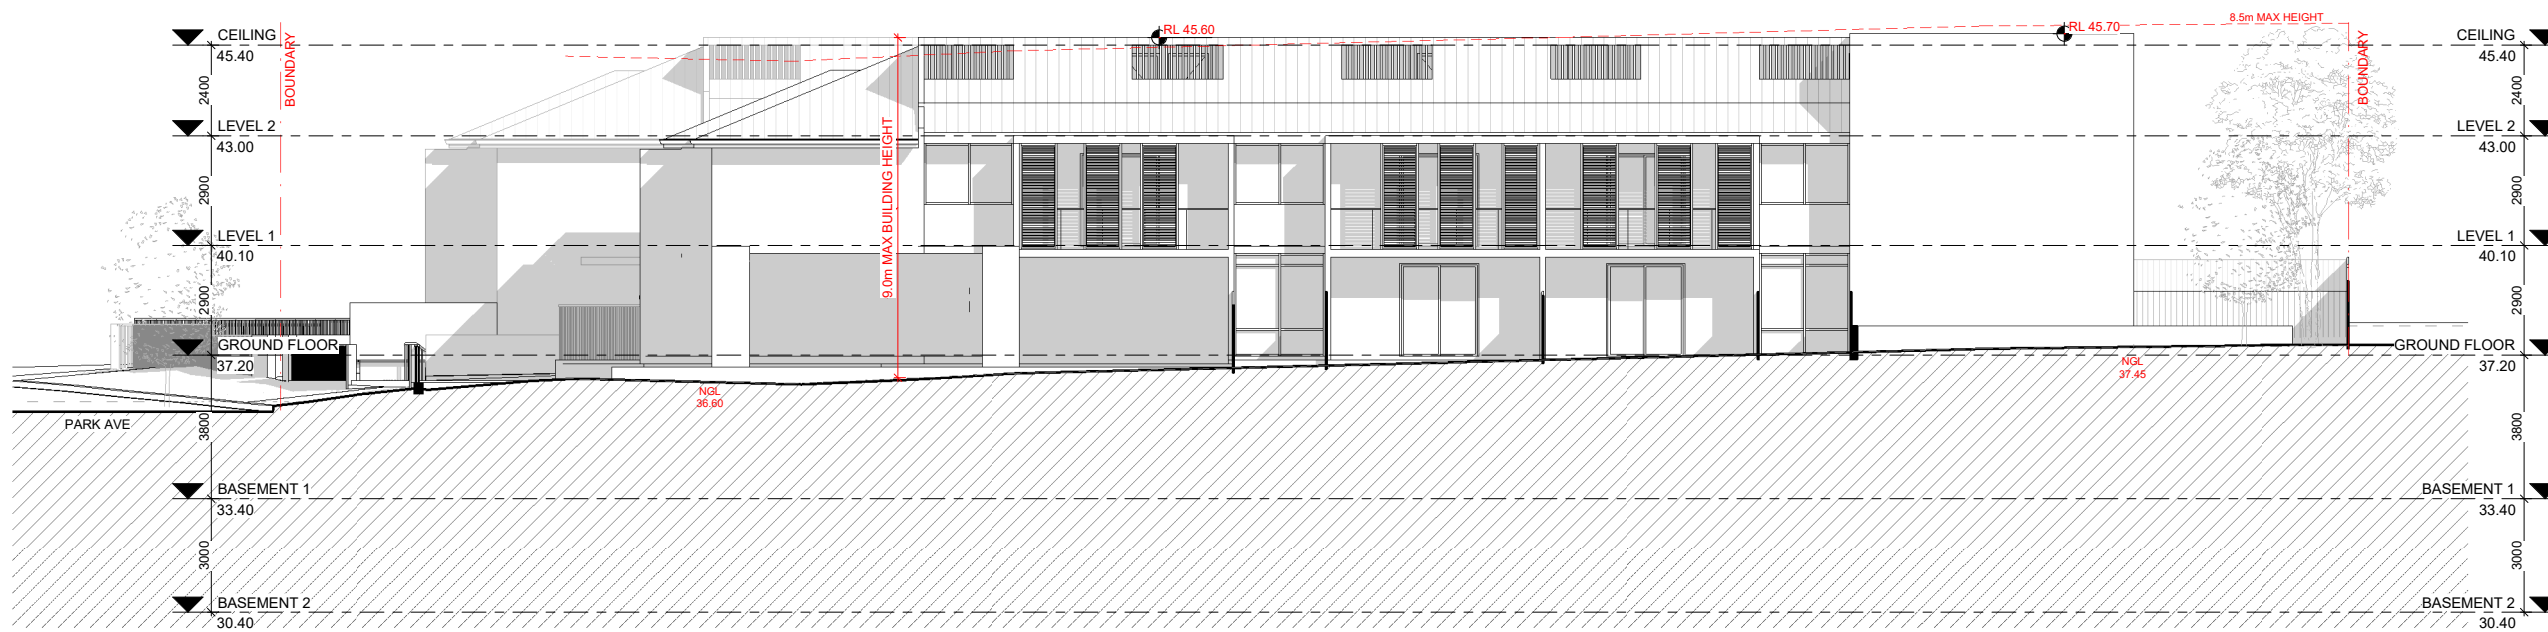 8.5m MAX HEIGHT
RL 45.60
RL 45.70
CEILING
45.40
BOUNDARY
CEILING
45.40
BOUNDARY
2400
2400
LEVEL 2
43.00
LEVEL 2
43.00
9.0m MAX BUILDING HEIGHT
2900
2900
LEVEL 1
40.10
LEVEL 1
40.10
2900
2900
GROUND FLOOR
37.20
GROUND FLOOR
37.20
NGL
36.60
NGL
37.45
PARK AVE
3800
3800
BASEMENT 1
33.40
BASEMENT 1
33.40
3000
3000
BASEMENT 2
30.40
BASEMENT 2
30.40